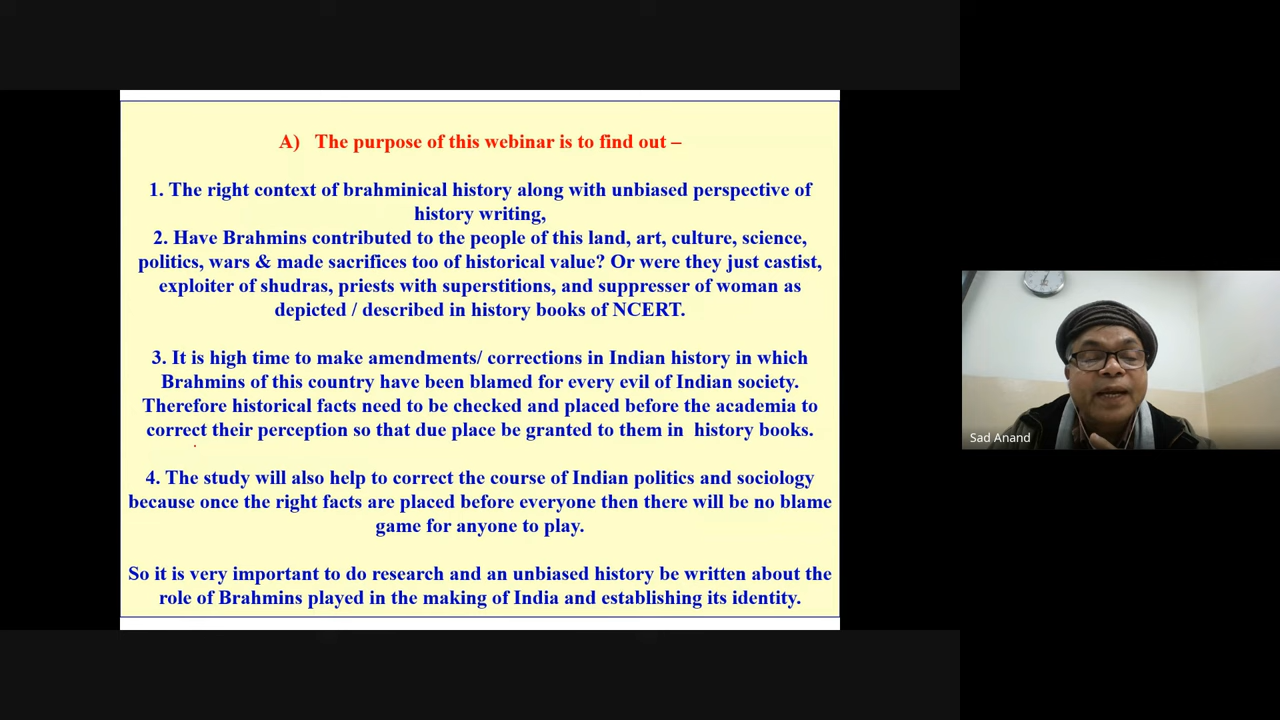 A) The purpose of this webinar is to find out –
1. The right context of brahminical history along with unbiased perspective of
history writing,
2. Have Brahmins contributed to the people of this land, art, culture, science,
politics, wars & made sacrifices too of historical value? Or were they just castist,
exploiter of shudras, priests with superstitions, and suppresser of woman as
depicted / described in history books of NCERT.
3. It is high time to make amendments/ corrections in Indian history in which
Brahmins of this country have been blamed for every evil of Indian society.
Therefore historical facts need to be checked and placed before the academia to
correct their perception so that due place be granted to them in history books.
4. The study will also help to correct the course of Indian politics and sociology
because once the right facts are placed before everyone then there will be no blame
game for anyone to play.
So it is very important to do research and an unbiased history be written about the
role of Brahmins played in the making of India and establishing its identity.
Sad Anand